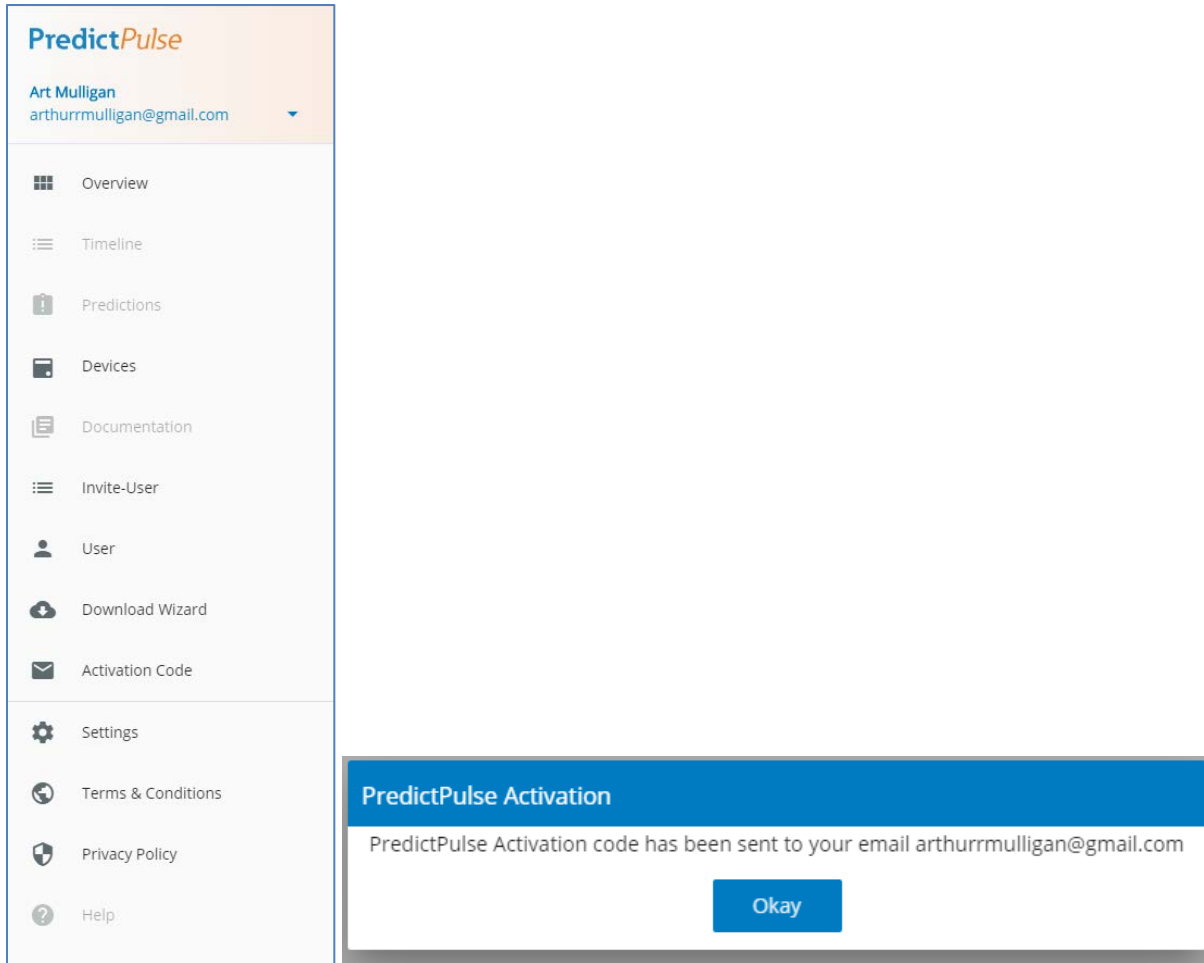 PredictPulse
Art Mulligan
arthurrmulligan@gmail.com
Overview
Timeline
Predictions
Devices
Documentation
Invite-User
User
Download Wizard
Activation Code
Settings
Terms & Conditions
Privacy Policy
Help
PredictPulse Activation
PredictPulse Activation code has been sent to your email arthurrmulligan@gmail.com
Okay